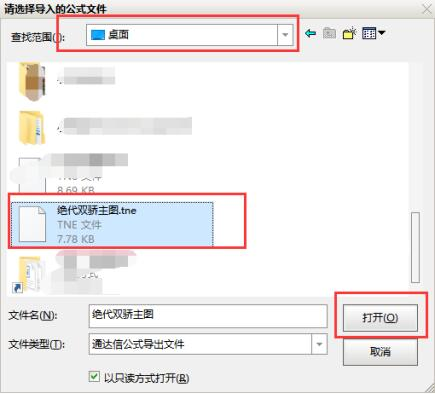 请选择导入的公式文件
查找范围(I):
桌面
TNE 文件
8.69 KB
绝代双骄主图.tne
TNE 文件
7.78 KB
文件名(N):
绝代双骄主图
打开(O)
文件类型(T):
通达信公式导出文件
取消
以只读方式打开(R)